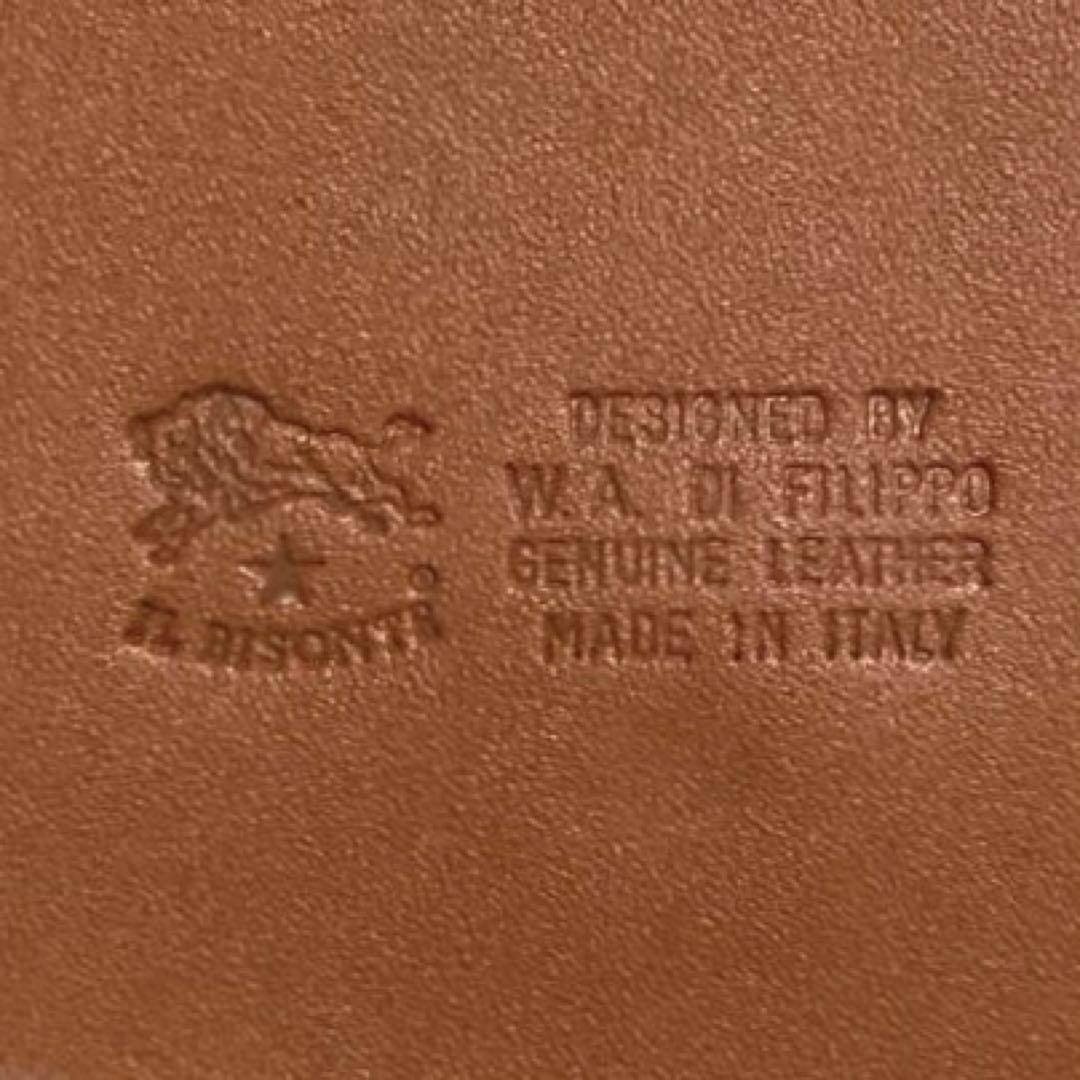 IL BISONTE
DESIGNED BY
W.A. DI FILIPPO
GENUINE LEATHER
MADE IN ITALY